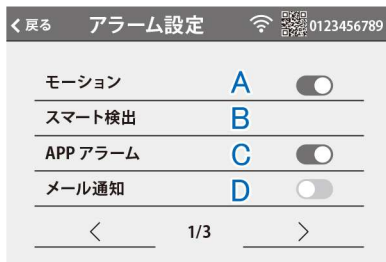 < 戻る アラーム設定 0123456789
モーション A
スマート検出 B
APP アラーム C
メール通知 D
< 1/3 >